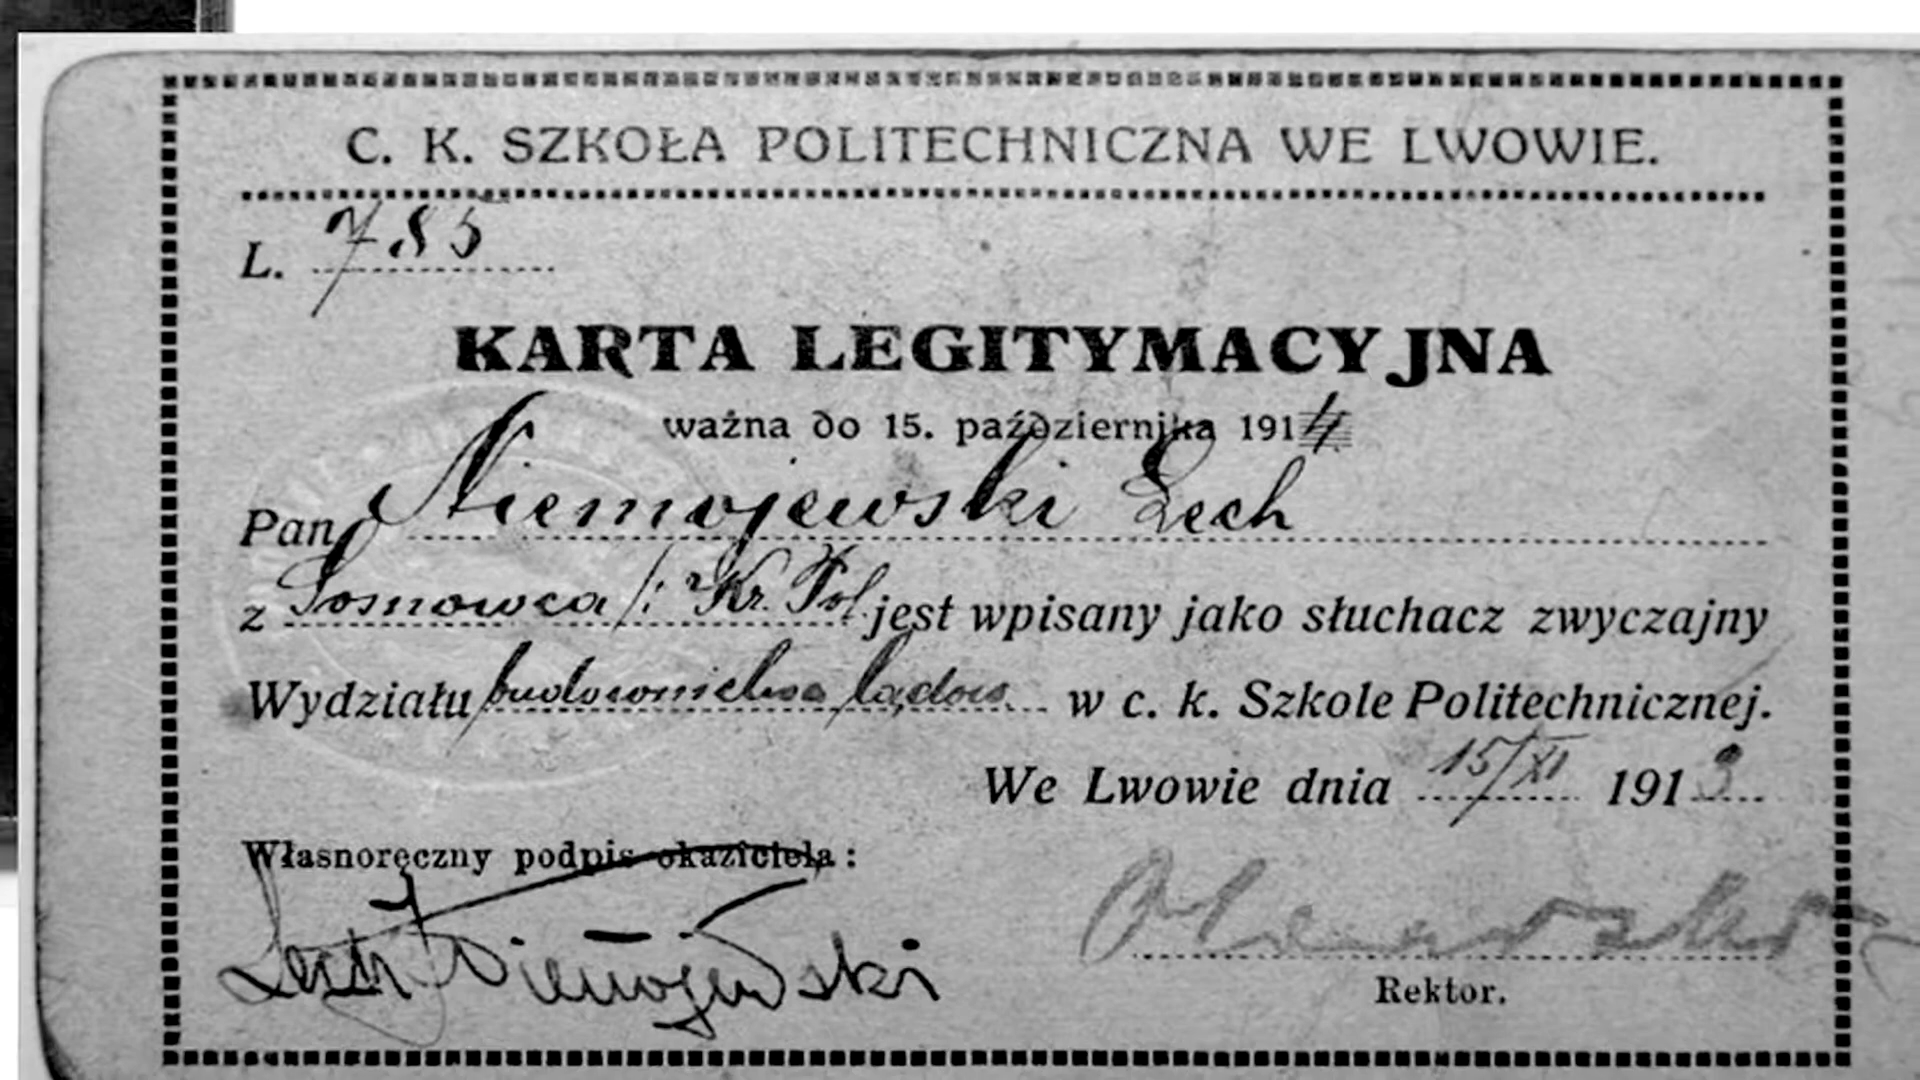 C. K. SZKOŁA POLITECHNICZNA WE LWOWIE.
L. 785
KARTA LEGITYMACYJNA
ważna do 15. października 1914
Pan Niemojewski Lech
z Sosnowca /: Kr. Pol. jest wpisany jako słuchacz zwyczajny
Wydziału budownictwa lądow. w c. k. Szkole Politechnicznej.
We Lwowie dnia 15/XI 1913
Własnoręczny podpis okaziciela:
Lech Niemojewski
Rektor.